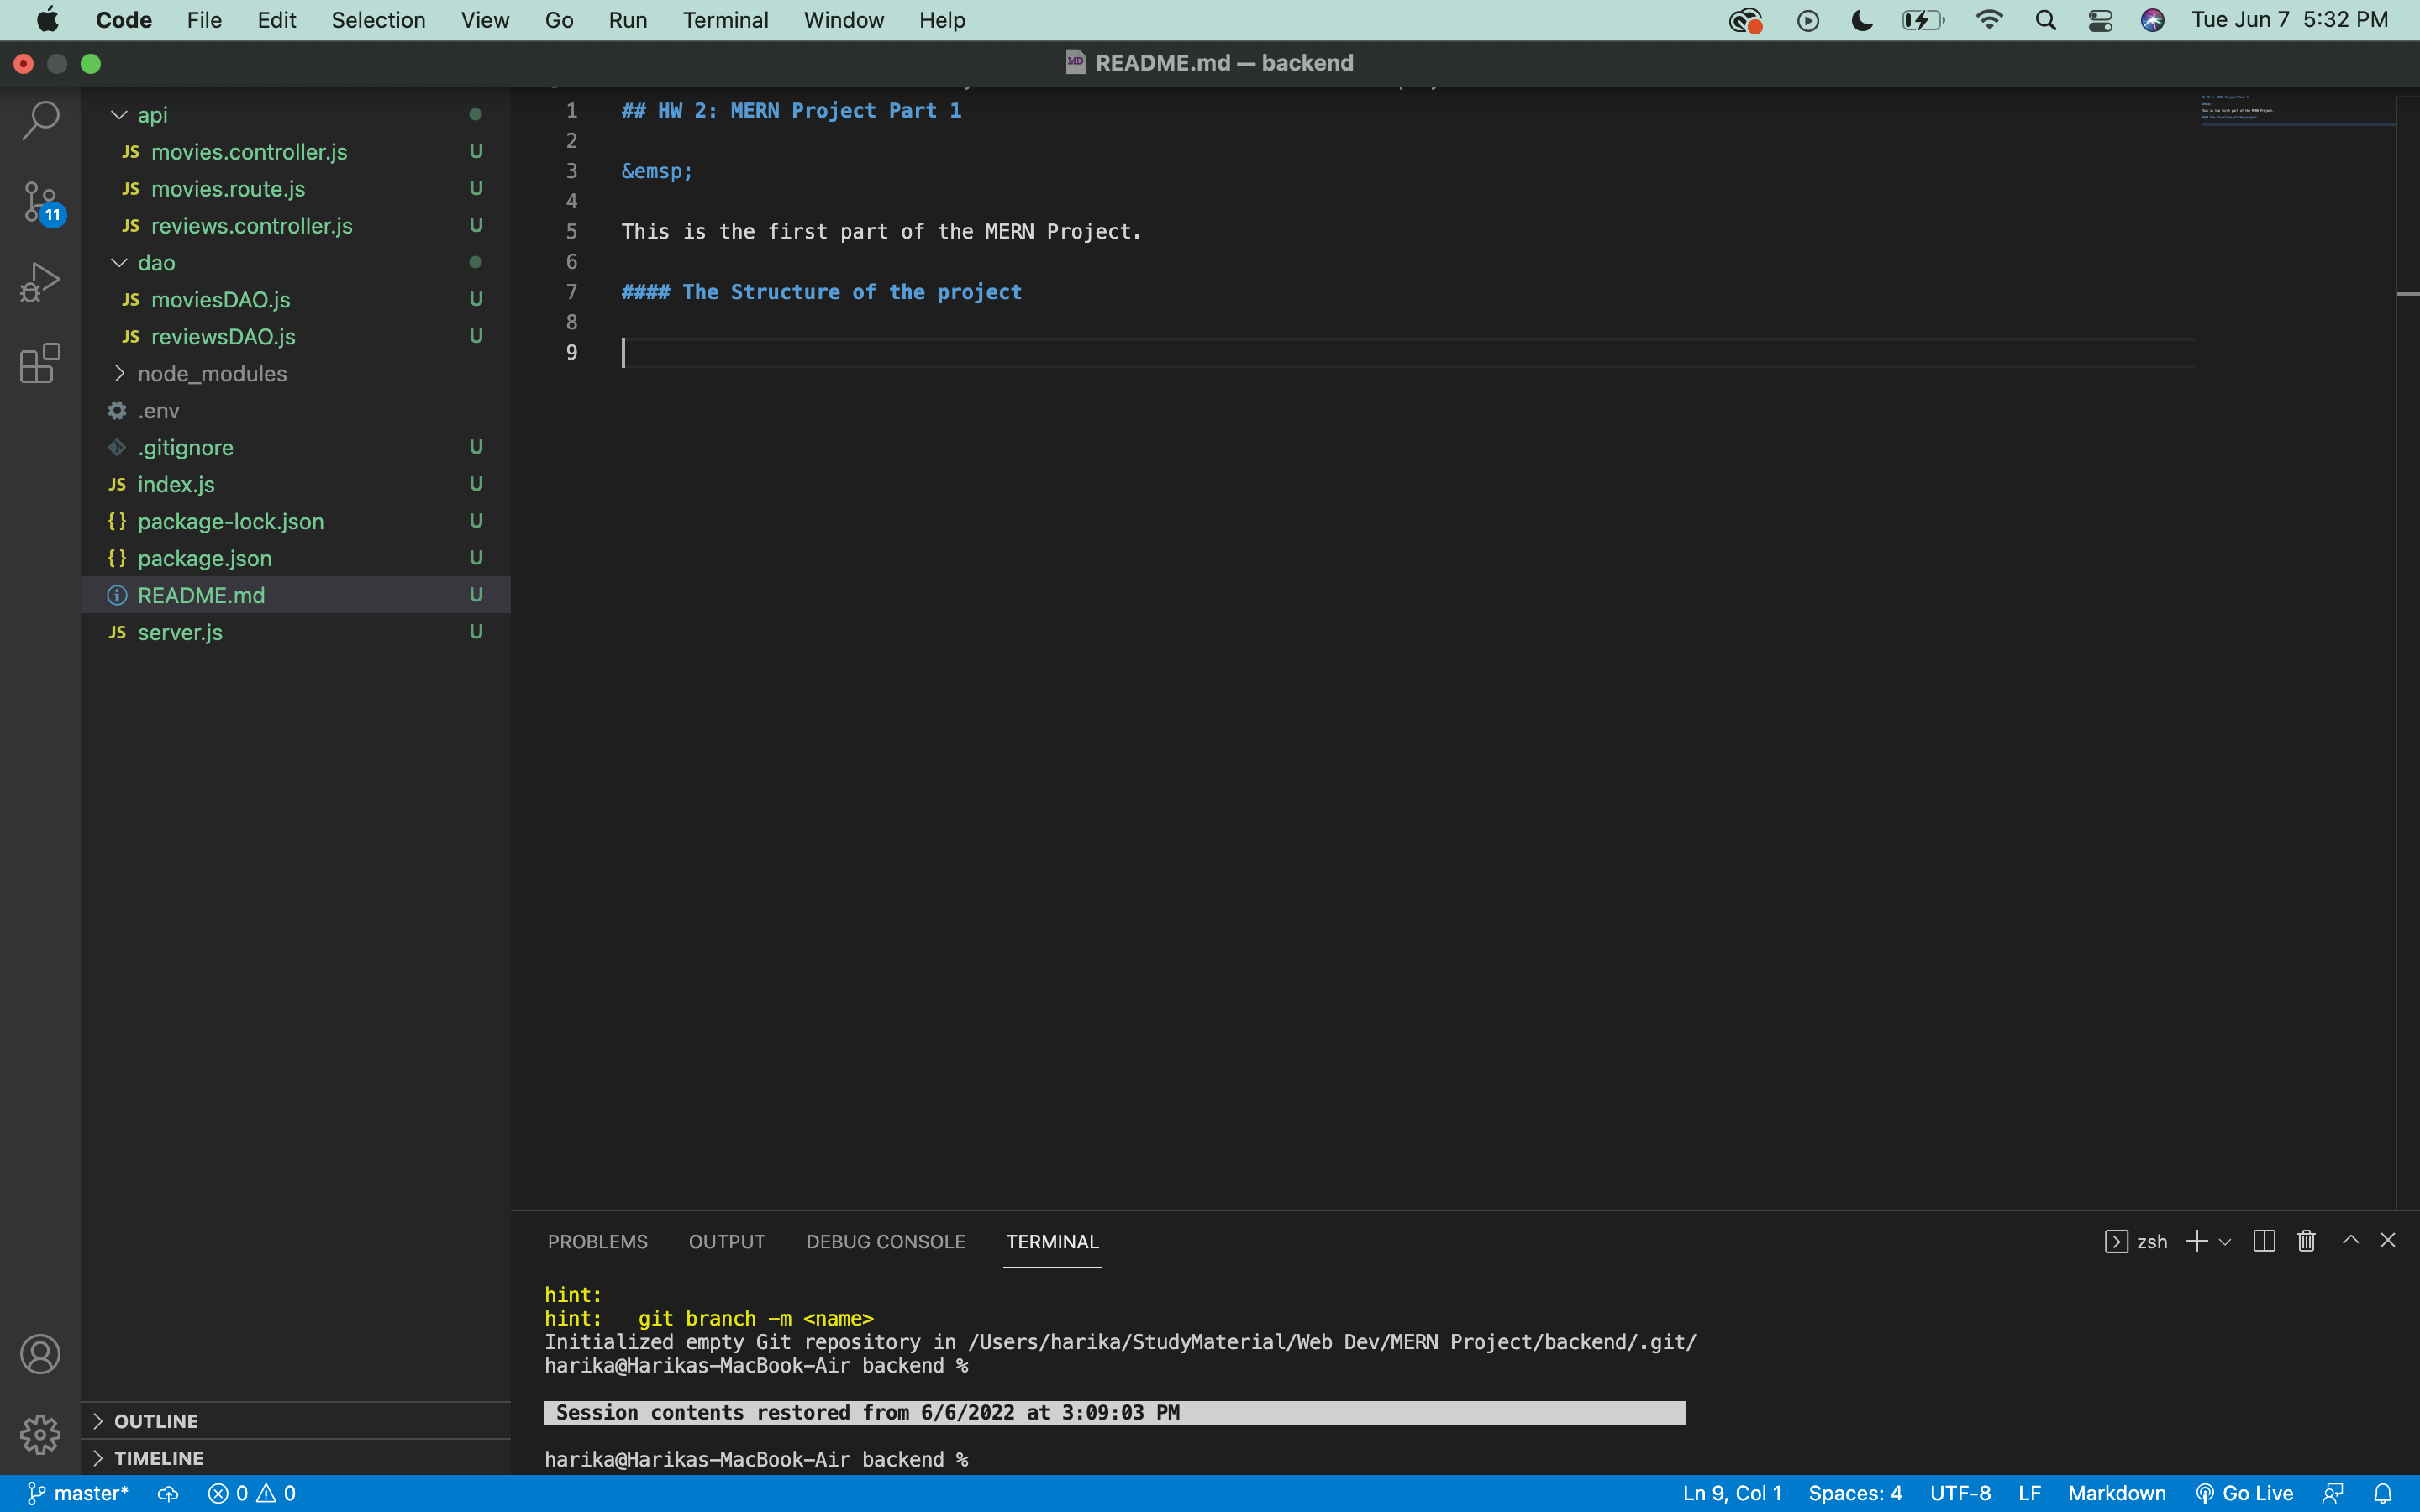 Code File Edit Selection View Go Run Terminal Window Help Tue Jun 7 5:32 PM
README.md — backend
api
JS movies.controller.js U
JS movies.route.js U
JS reviews.controller.js U
dao
JS moviesDAO.js U
JS reviewsDAO.js U
node_modules
.env
.gitignore U
JS index.js U
{} package-lock.json U
{} package.json U
README.md U
JS server.js U
11
1 ## HW 2: MERN Project Part 1
2
3 &emsp;
4
5 This is the first part of the MERN Project.
6
7 #### The Structure of the project
8
9
PROBLEMS OUTPUT DEBUG CONSOLE TERMINAL zsh
hint:
hint:   git branch -m <name>
Initialized empty Git repository in /Users/harika/StudyMaterial/Web Dev/MERN Project/backend/.git/
harika@Harikas-MacBook-Air backend %
Session contents restored from 6/6/2022 at 3:09:03 PM
harika@Harikas-MacBook-Air backend %
OUTLINE
TIMELINE
master* 0 0 Ln 9, Col 1 Spaces: 4 UTF-8 LF Markdown Go Live